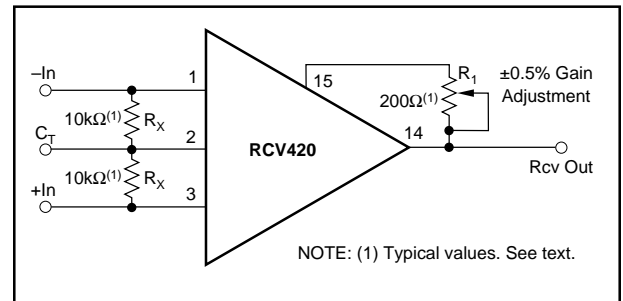 –In
1
10kΩ(1)
RX
CT
2
10kΩ(1)
RX
+In
3
RCV420
15
R1
200Ω(1)
±0.5% Gain
Adjustment
14
Rcv Out
NOTE: (1) Typical values. See text.